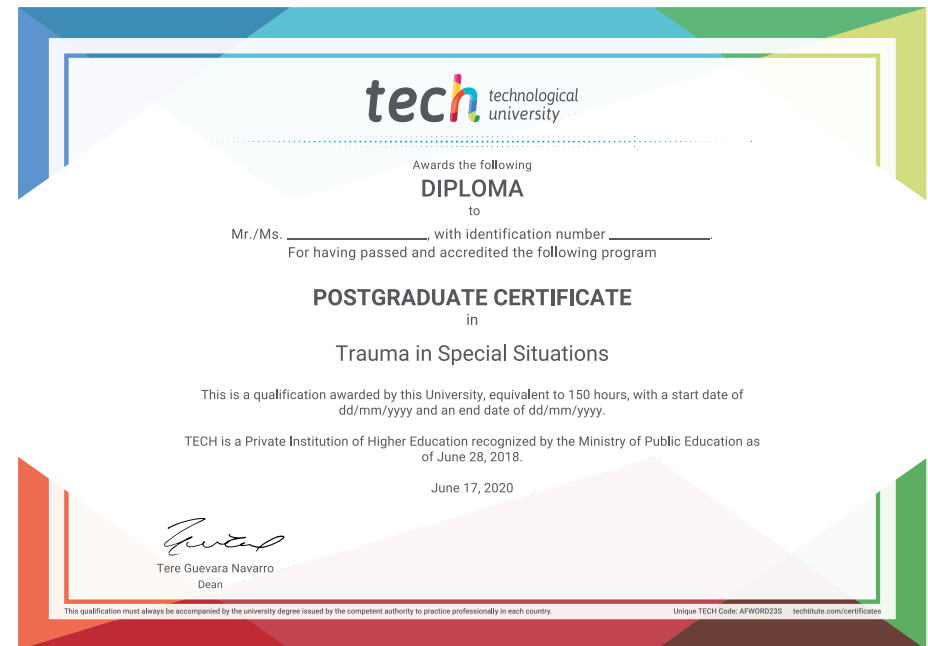 tech technological
university
Awards the following
DIPLOMA
to
Mr./Ms. ____________________, with identification number ______________.
For having passed and accredited the following program
POSTGRADUATE CERTIFICATE
in
Trauma in Special Situations
This is a qualification awarded by this University, equivalent to 150 hours, with a start date of
dd/mm/yyyy and an end date of dd/mm/yyyy.
TECH is a Private Institution of Higher Education recognized by the Ministry of Public Education as
of June 28, 2018.
June 17, 2020
Tere Guevara Navarro
Dean
This qualification must always be accompanied by the university degree issued by the competent authority to practice professionally in each country. Unique TECH Code: AFWORD23S techtitute.com/certificates